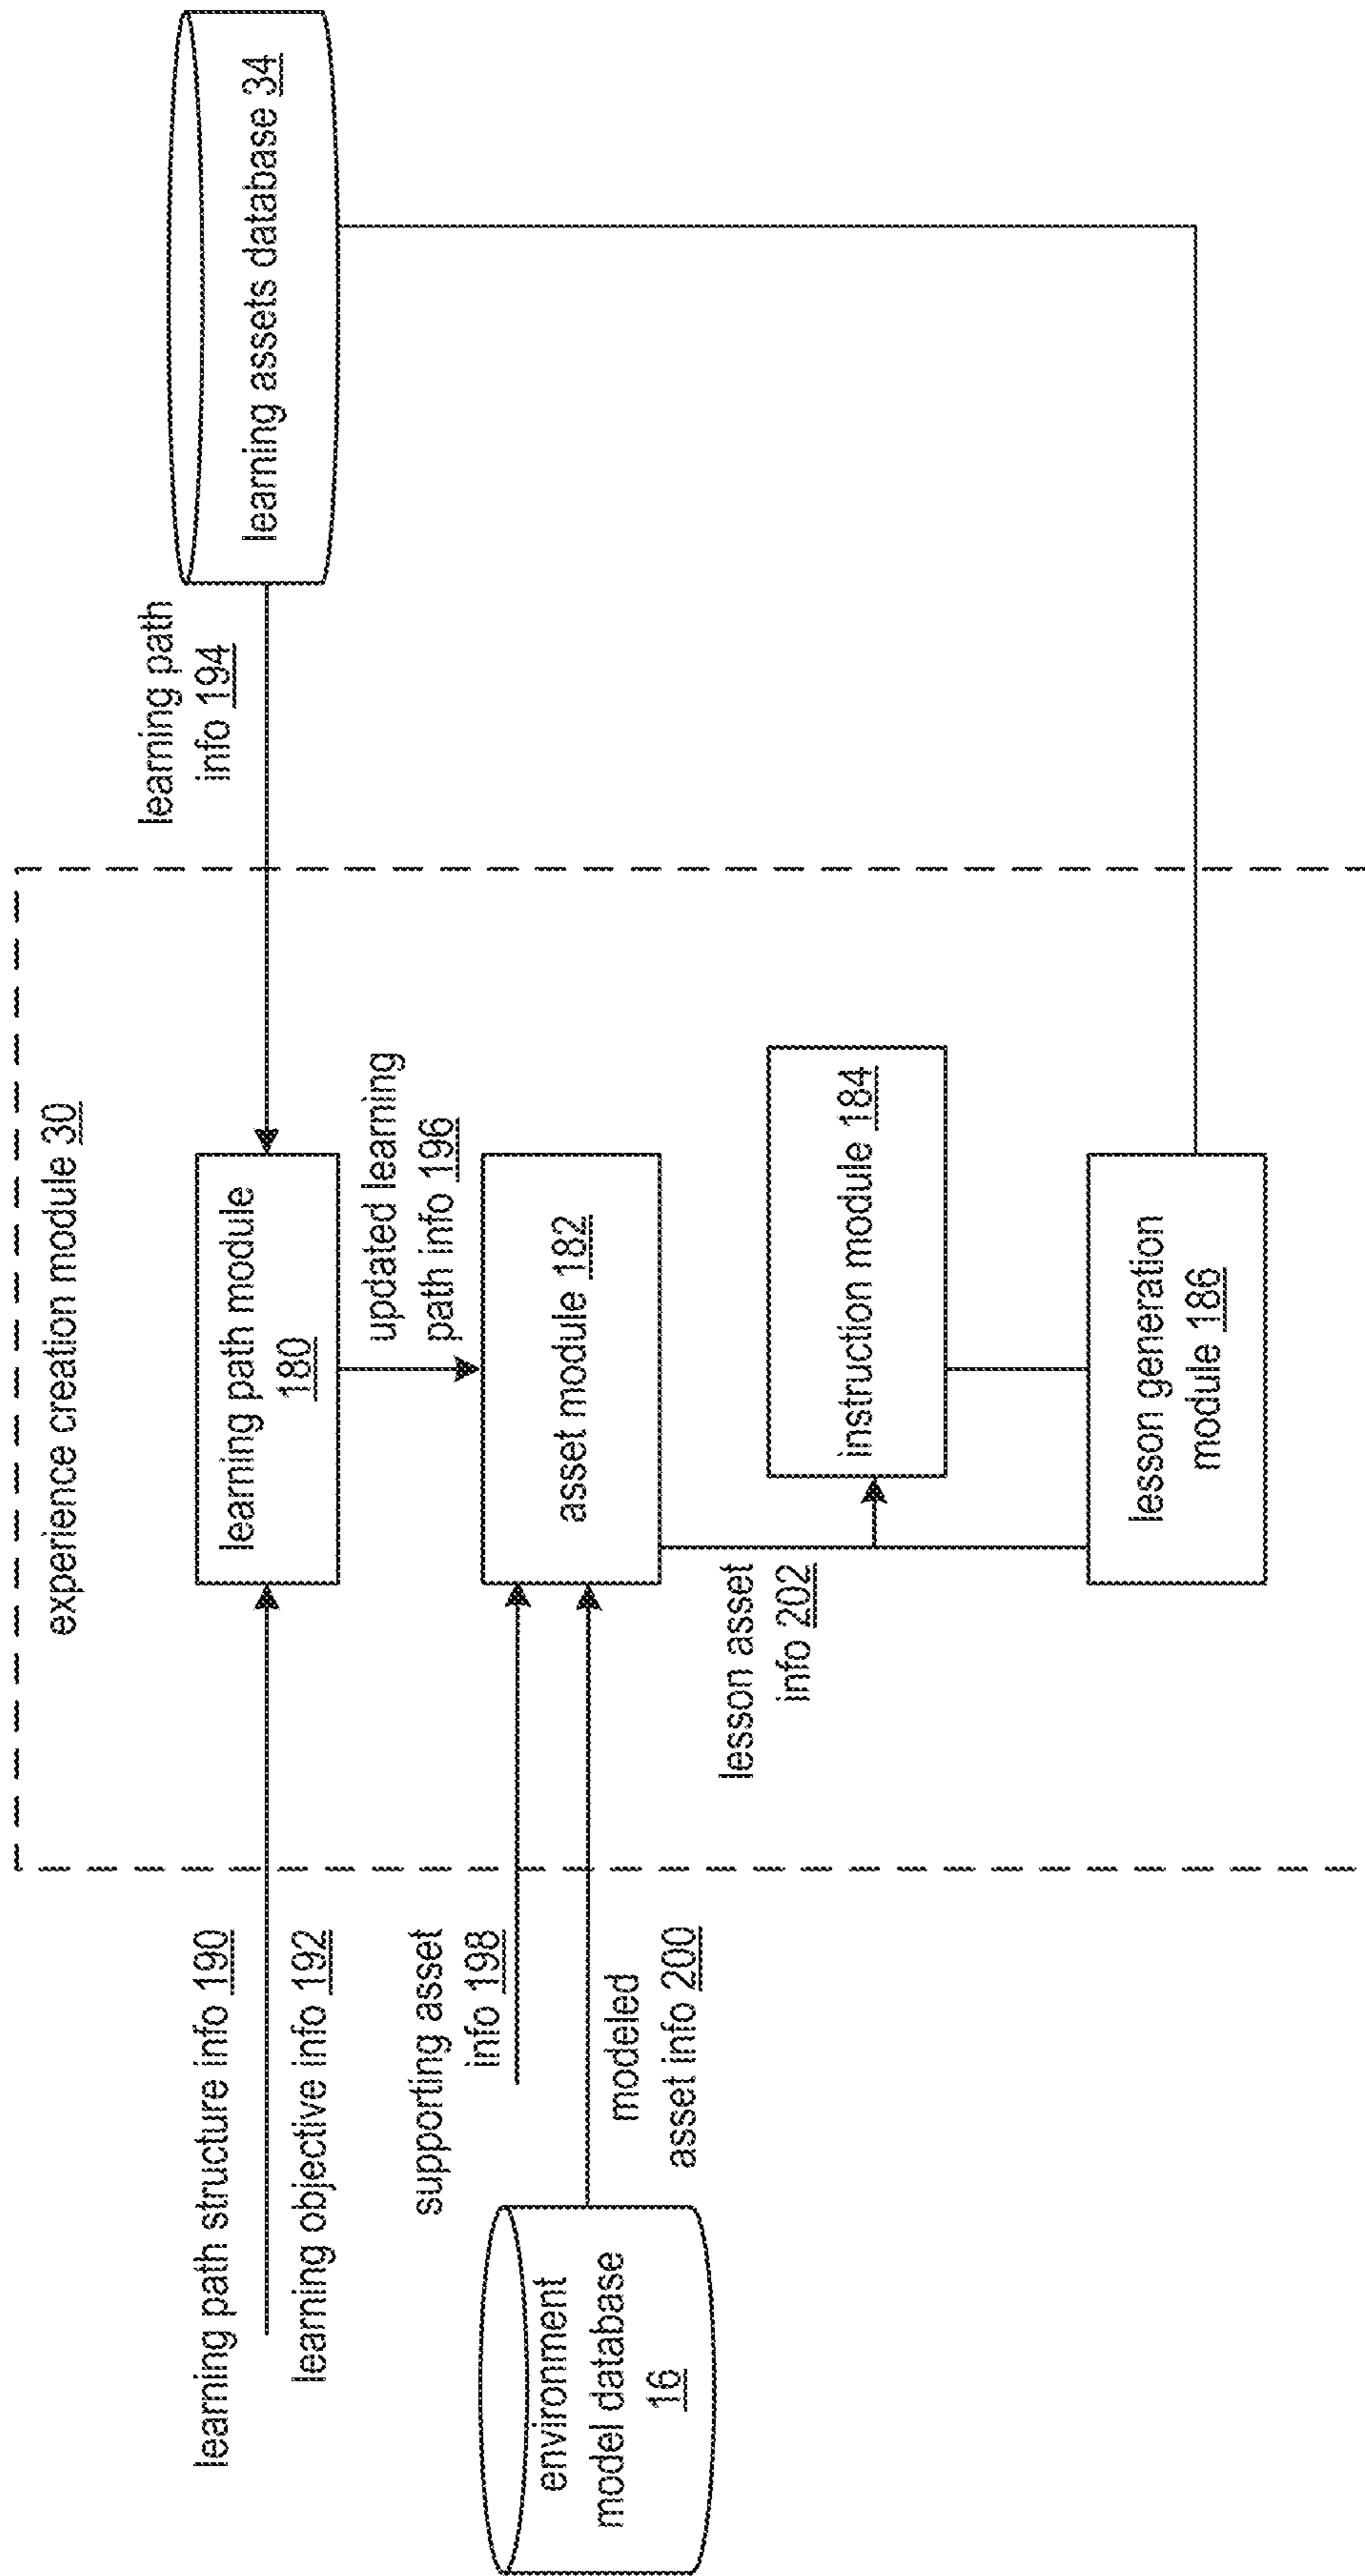 experience creation module 30
learning path structure info 190
learning objective info 192
learning path module
180
learning path
info 194
learning assets database 34
updated learning
path info 196
supporting asset
info 198
environment
model database
16
modeled
asset info 200
asset module 182
lesson asset
info 202
instruction module 184
lesson generation
module 186